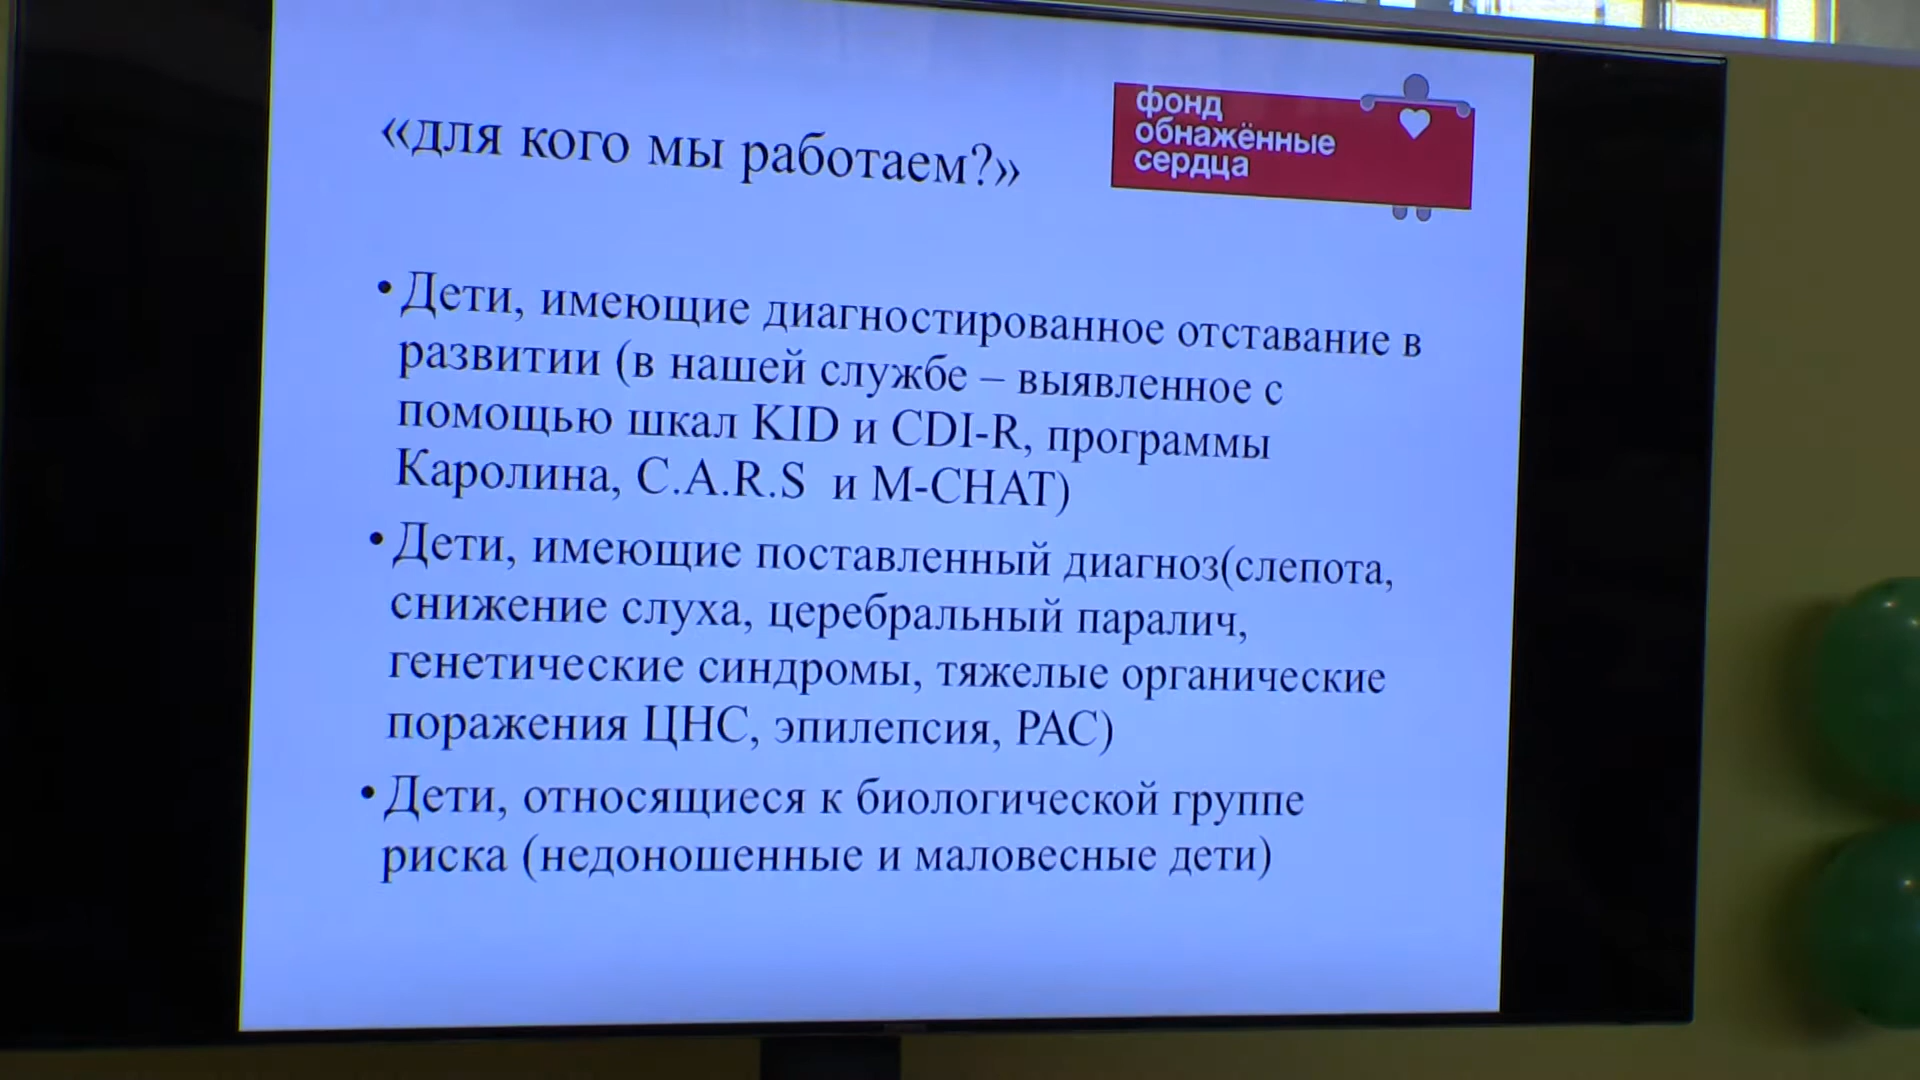 «для кого мы работаем?»
фонд
обнажённые
сердца
• Дети, имеющие диагностированное отставание в
развитии (в нашей службе – выявленное с
помощью шкал KID и CDI-R, программы
Каролина, C.A.R.S и M-CHAT)
• Дети, имеющие поставленный диагноз(слепота,
снижение слуха, церебральный паралич,
генетические синдромы, тяжелые органические
поражения ЦНС, эпилепсия, РАС)
• Дети, относящиеся к биологической группе
риска (недоношенные и маловесные дети)